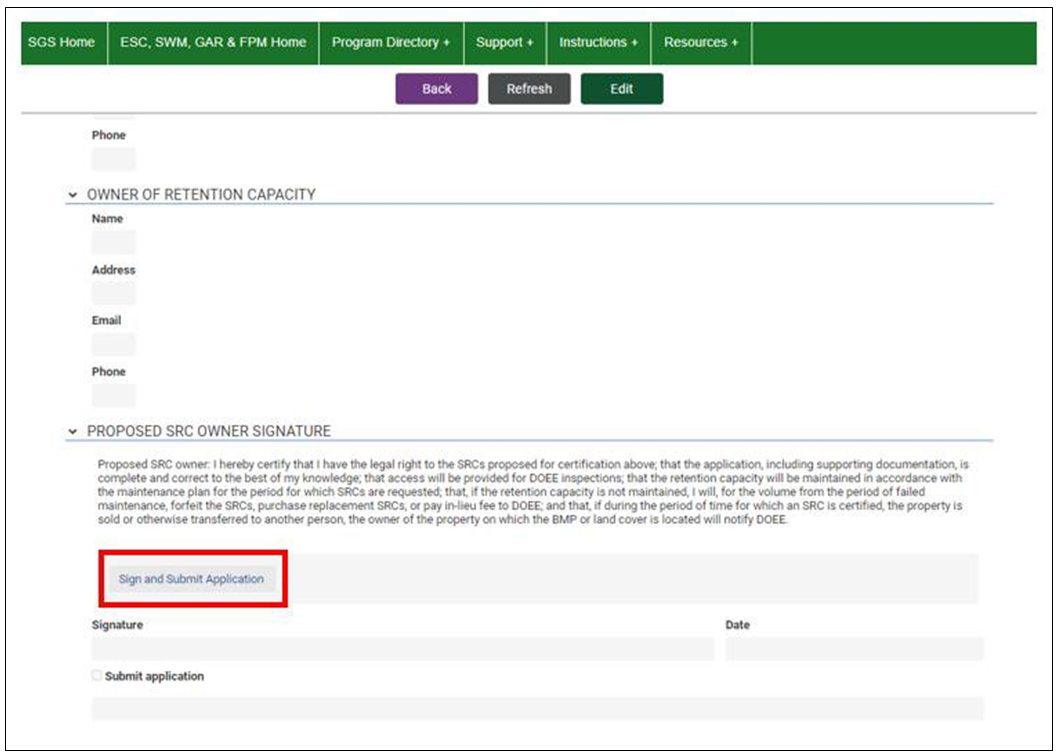 SGS Home ESC, SWM, GAR & FPM Home Program Directory + Support + Instructions + Resources +
Back Refresh Edit
Phone
OWNER OF RETENTION CAPACITY
Name
Address
Email
Phone
PROPOSED SRC OWNER SIGNATURE
Proposed SRC owner: I hereby certify that I have the legal right to the SRCs proposed for certification above; that the application, including supporting documentation, is
complete and correct to the best of my knowledge; that access will be provided for DOEE inspections; that the retention capacity will be maintained in accordance with
the maintenance plan for the period for which SRCs are requested; that, if the retention capacity is not maintained, I will, for the volume from the period of failed
maintenance, forfeit the SRCs, purchase replacement SRCs, or pay in-lieu fee to DOEE; and that, if during the period of time for which an SRC is certified, the property is
sold or otherwise transferred to another person, the owner of the property on which the BMP or land cover is located will notify DOEE.
Sign and Submit Application
Signature Date
Submit application